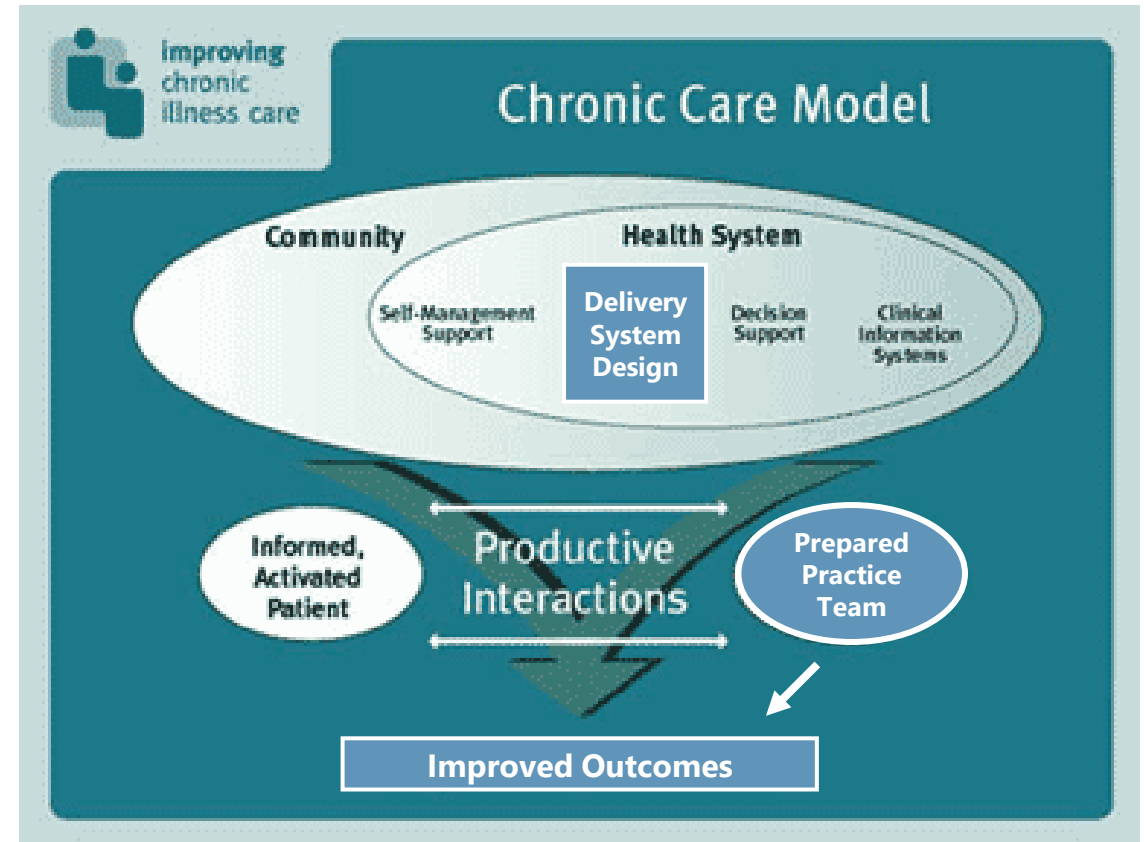 improving
chronic
illness care
Chronic Care Model
Community
Health System
Self-Management
Support
Delivery
System
Design
Decision
Support
Clinical
Information
Systems
Informed,
Activated
Patient
Productive
Interactions
Prepared
Practice
Team
Improved Outcomes